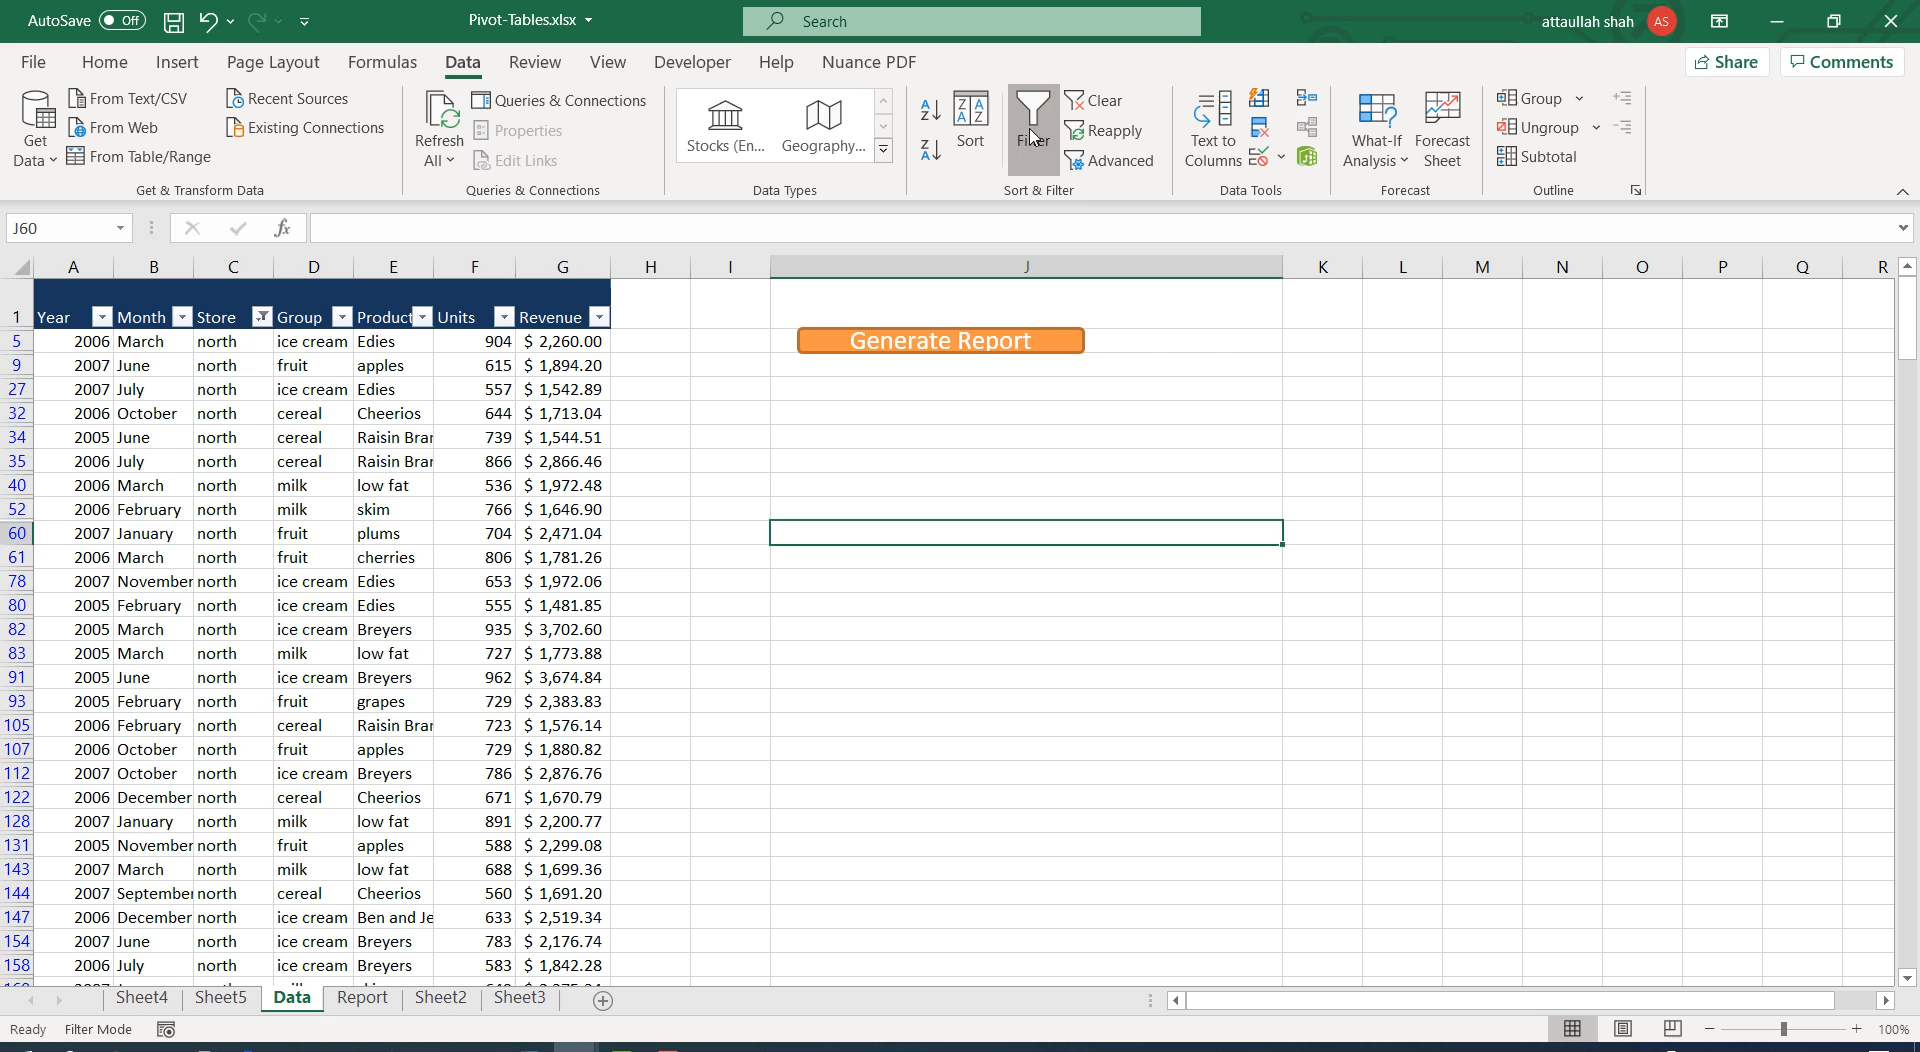 AutoSave Off Pivot-Tables.xlsx Search attaullah shah AS
File Home Insert Page Layout Formulas Data Review View Developer Help Nuance PDF Share Comments
Get Data
From Text/CSV
From Web
From Table/Range
Recent Sources
Existing Connections
Get & Transform Data
Refresh All
Queries & Connections
Properties
Edit Links
Queries & Connections
Stocks (En... Geography...
Data Types
Sort
Filter
Clear
Reapply
Advanced
Sort & Filter
Text to Columns
Data Tools
What-If Analysis
Forecast Sheet
Forecast
Group
Ungroup
Subtotal
Outline
J60 fx
A B C D E F G H I J K L M N O P Q R
1 Year Month Store Group Product Units Revenue
5 2006 March north ice cream Edies 904 $ 2,260.00
Generate Report
9 2007 June north fruit apples 615 $ 1,894.20
27 2007 July north ice cream Edies 557 $ 1,542.89
32 2006 October north cereal Cheerios 644 $ 1,713.04
34 2005 June north cereal Raisin Bran 739 $ 1,544.51
35 2006 July north cereal Raisin Bran 866 $ 2,866.46
40 2006 March north milk low fat 536 $ 1,972.48
52 2006 February north milk skim 766 $ 1,646.90
60 2007 January north fruit plums 704 $ 2,471.04
61 2006 March north fruit cherries 806 $ 1,781.26
78 2007 November north ice cream Edies 653 $ 1,972.06
80 2005 February north ice cream Edies 555 $ 1,481.85
82 2005 March north ice cream Breyers 935 $ 3,702.60
83 2005 March north milk low fat 727 $ 1,773.88
91 2005 June north ice cream Breyers 962 $ 3,674.84
93 2005 February north fruit grapes 729 $ 2,383.83
105 2006 February north cereal Raisin Bran 723 $ 1,576.14
107 2006 October north fruit apples 729 $ 1,880.82
112 2007 October north ice cream Breyers 786 $ 2,876.76
122 2006 December north cereal Cheerios 671 $ 1,670.79
128 2007 January north milk low fat 891 $ 2,200.77
131 2005 November north fruit apples 588 $ 2,299.08
143 2007 March north milk low fat 688 $ 1,699.36
144 2007 September north cereal Cheerios 560 $ 1,691.20
147 2006 December north ice cream Ben and Je 633 $ 2,519.34
154 2007 June north ice cream Breyers 783 $ 2,176.74
158 2006 July north ice cream Breyers 583 $ 1,842.28
Sheet4 Sheet5 Data Report Sheet2 Sheet3
Ready Filter Mode 100%